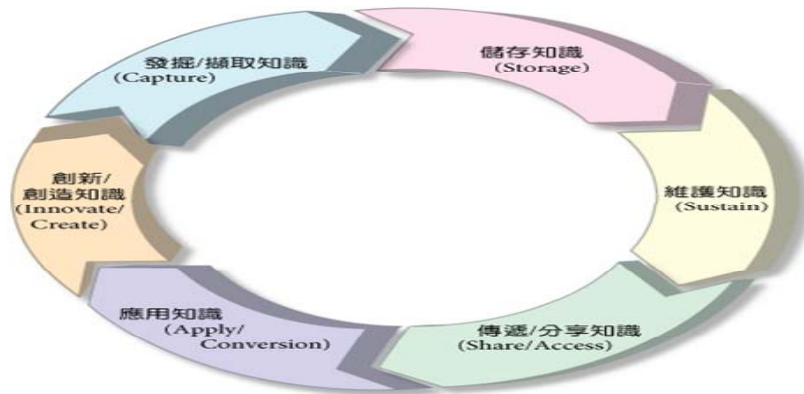 發掘/擷取知識
(Capture)
儲存知識
(Storage)
維護知識
(Sustain)
傳遞/分享知識
(Share/Access)
應用知識
(Apply/
Conversion)
創新/
創造知識
(Innovate/
Create)